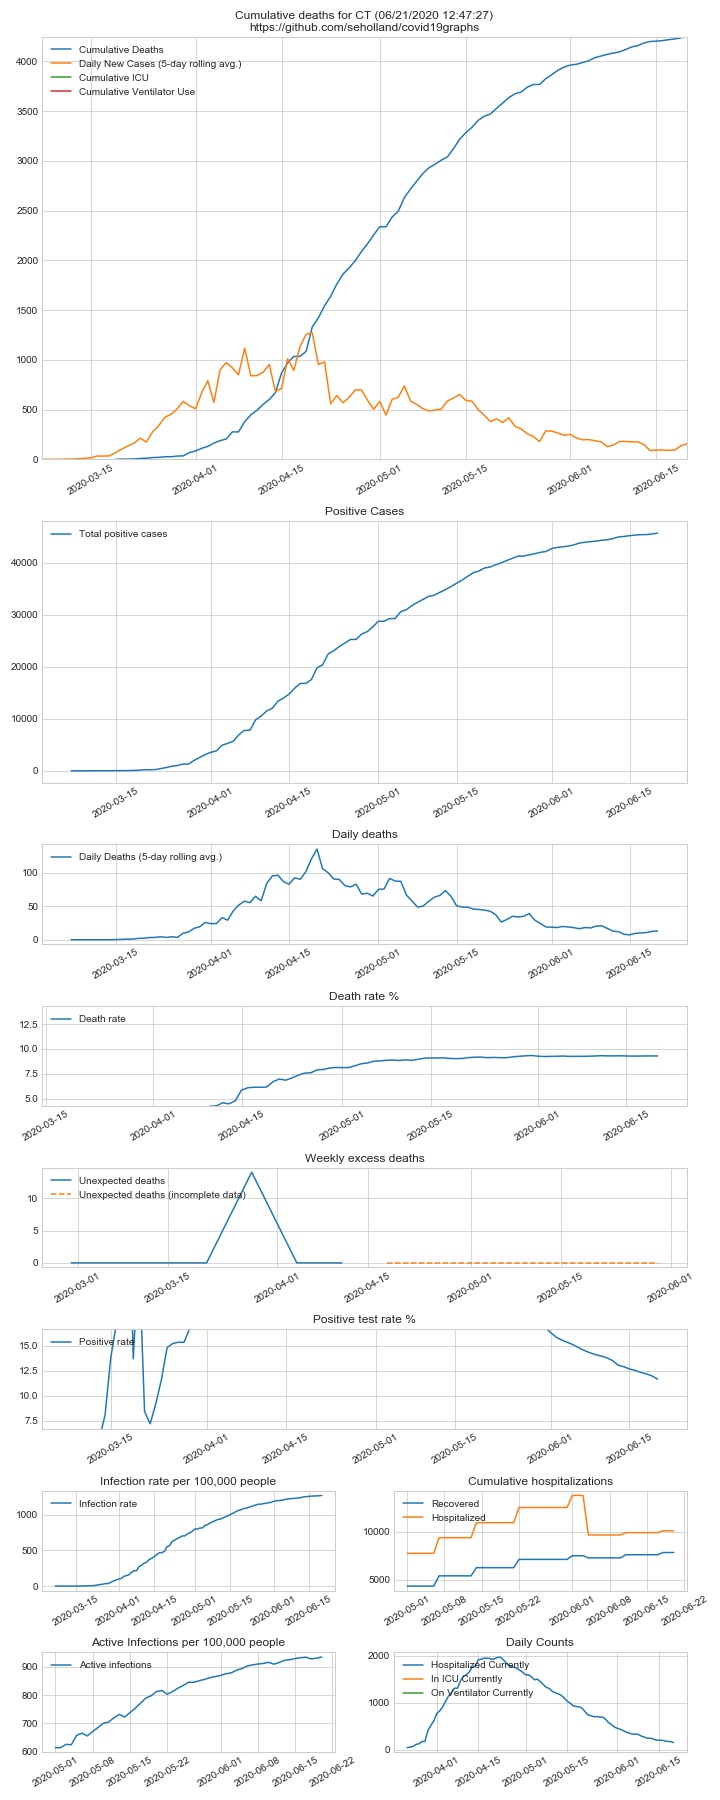 Cumulative deaths for CT (06/21/2020 12:47:27)
https://github.com/seholland/covid19graphs
Cumulative Deaths
Daily New Cases (5-day rolling avg.)
Cumulative ICU
Cumulative Ventilator Use
4000
3500
3000
2500
2000
1500
1000
500
0
2020-03-15 2020-04-01 2020-04-15 2020-05-01 2020-05-15 2020-06-01 2020-06-15
Positive Cases
Total positive cases
40000
30000
20000
10000
0
2020-03-15 2020-04-01 2020-04-15 2020-05-01 2020-05-15 2020-06-01 2020-06-15
Daily deaths
Daily Deaths (5-day rolling avg.)
100
50
0
2020-03-15 2020-04-01 2020-04-15 2020-05-01 2020-05-15 2020-06-01 2020-06-15
Death rate %
Death rate
12.5
10.0
7.5
5.0
2020-03-15 2020-04-01 2020-04-15 2020-05-01 2020-05-15 2020-06-01 2020-06-15
Weekly excess deaths
Unexpected deaths
Unexpected deaths (incomplete data)
10
5
0
2020-03-01 2020-03-15 2020-04-01 2020-04-15 2020-05-01 2020-05-15 2020-06-01
Positive test rate %
Positive rate
15.0
12.5
10.0
7.5
2020-03-15 2020-04-01 2020-04-15 2020-05-01 2020-05-15 2020-06-01 2020-06-15
Infection rate per 100,000 people
Infection rate
1000
500
0
2020-03-15 2020-04-01 2020-04-15 2020-05-01 2020-05-15 2020-06-01 2020-06-15
Cumulative hospitalizations
Recovered
Hospitalized
10000
5000
2020-05-01 2020-05-08 2020-05-15 2020-05-22 2020-06-01 2020-06-08 2020-06-15 2020-06-22
Active Infections per 100,000 people
Active infections
900
800
700
600
2020-05-01 2020-05-08 2020-05-15 2020-05-22 2020-06-01 2020-06-08 2020-06-15 2020-06-22
Daily Counts
Hospitalized Currently
In ICU Currently
On Ventilator Currently
2000
1000
0
2020-04-01 2020-04-15 2020-05-01 2020-05-15 2020-06-01 2020-06-15